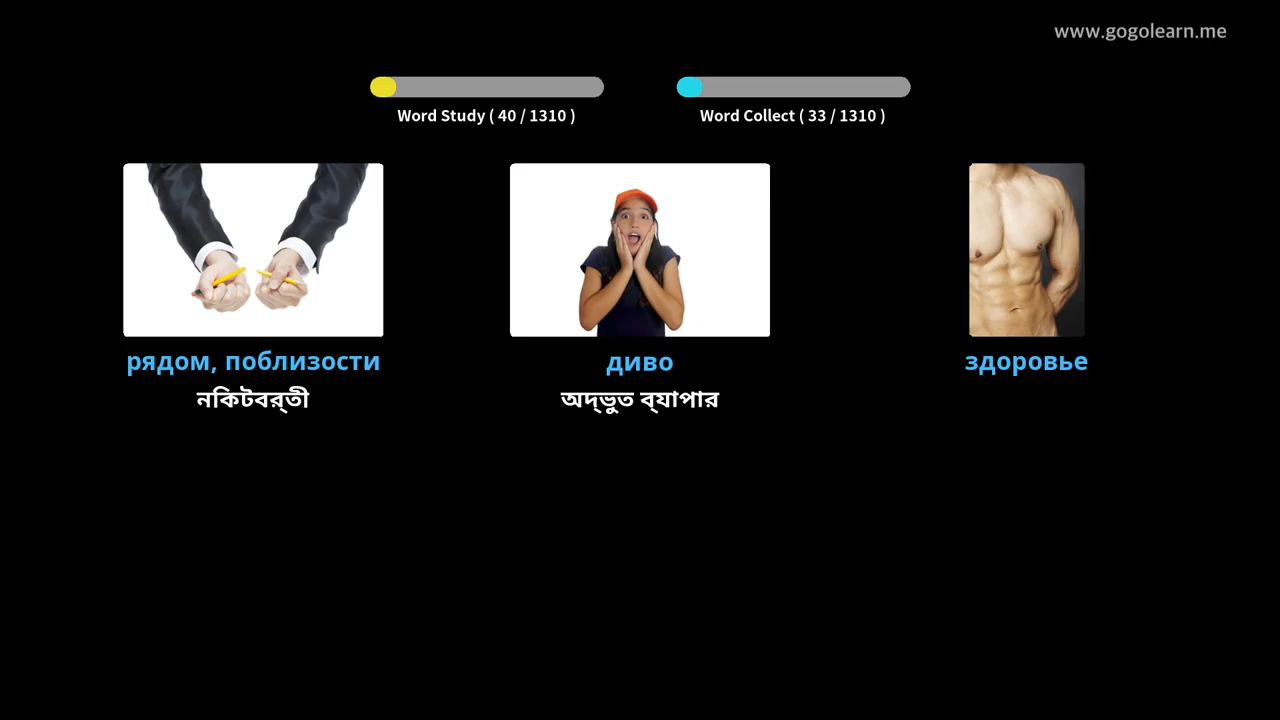 www.gogolearn.me
Word Study ( 40 / 1310 )
Word Collect ( 33 / 1310 )
рядом, поблизости
диво
здоровье
নিকটবর্তী
অদ্ভুত ব্যাপার